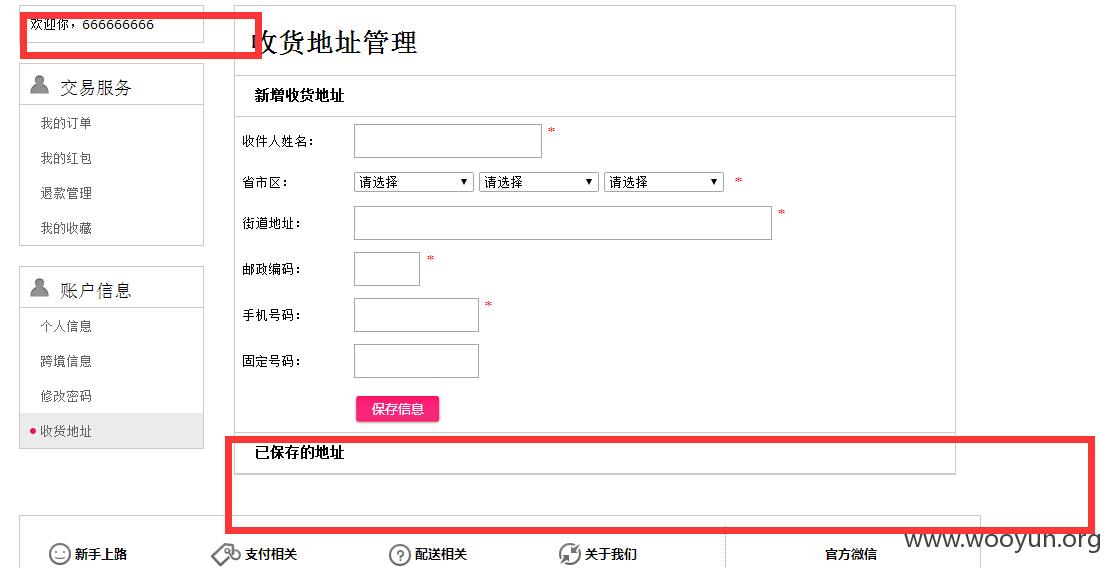 欢迎你，666666666
交易服务
我的订单
我的红包
退款管理
我的收藏
账户信息
个人信息
跨境信息
修改密码
收货地址
收货地址管理
新增收货地址
收件人姓名： *
省市区： 请选择 请选择 请选择 *
街道地址： *
邮政编码： *
手机号码： *
固定号码：
保存信息
已保存的地址
新手上路 支付相关 配送相关 关于我们 官方微信
www.wooyun.org